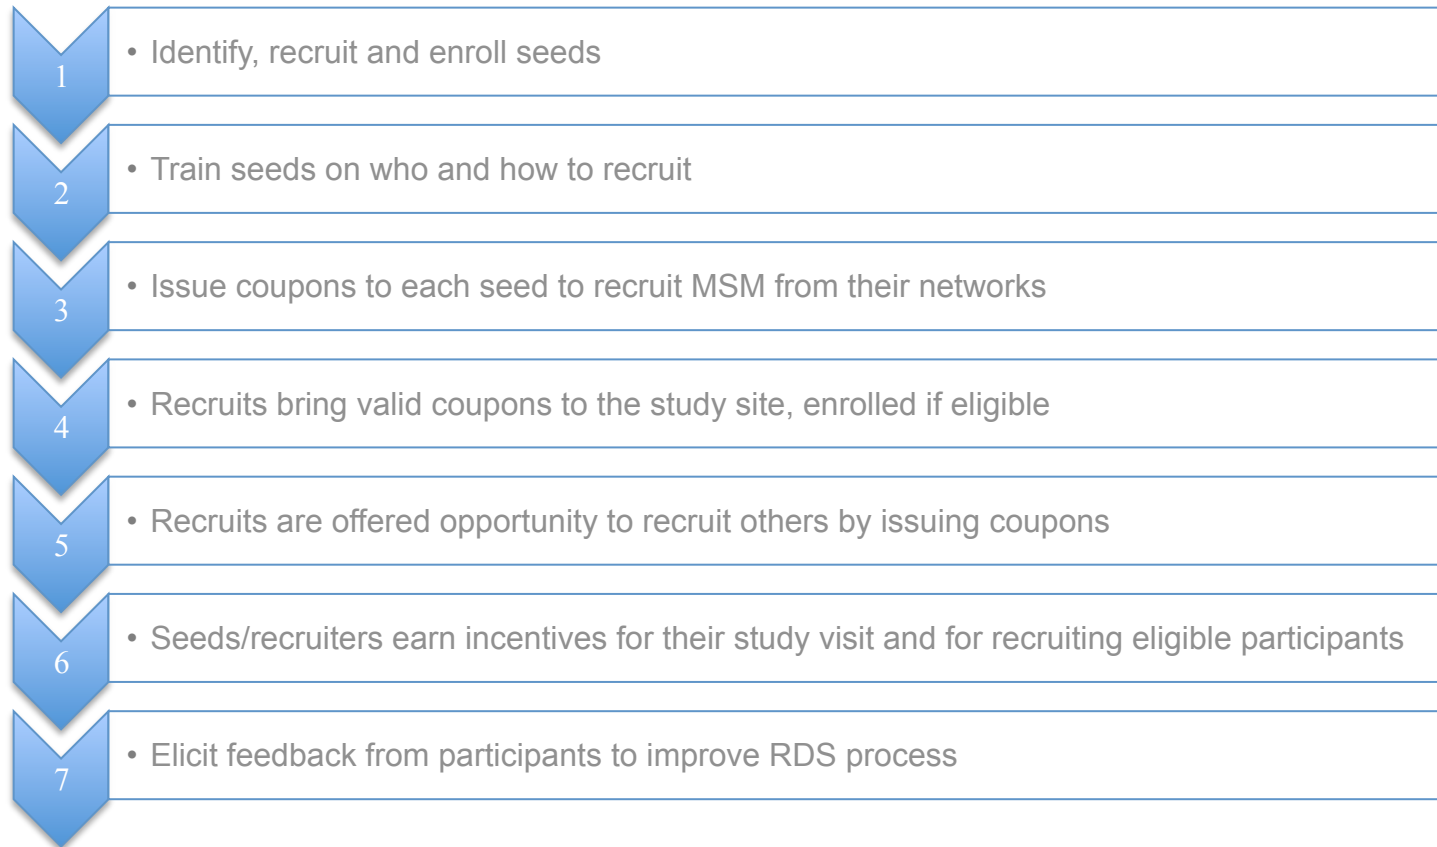 1
• Identify, recruit and enroll seeds
2
• Train seeds on who and how to recruit
3
• Issue coupons to each seed to recruit MSM from their networks
4
• Recruits bring valid coupons to the study site, enrolled if eligible
5
• Recruits are offered opportunity to recruit others by issuing coupons
6
• Seeds/recruiters earn incentives for their study visit and for recruiting eligible participants
7
• Elicit feedback from participants to improve RDS process